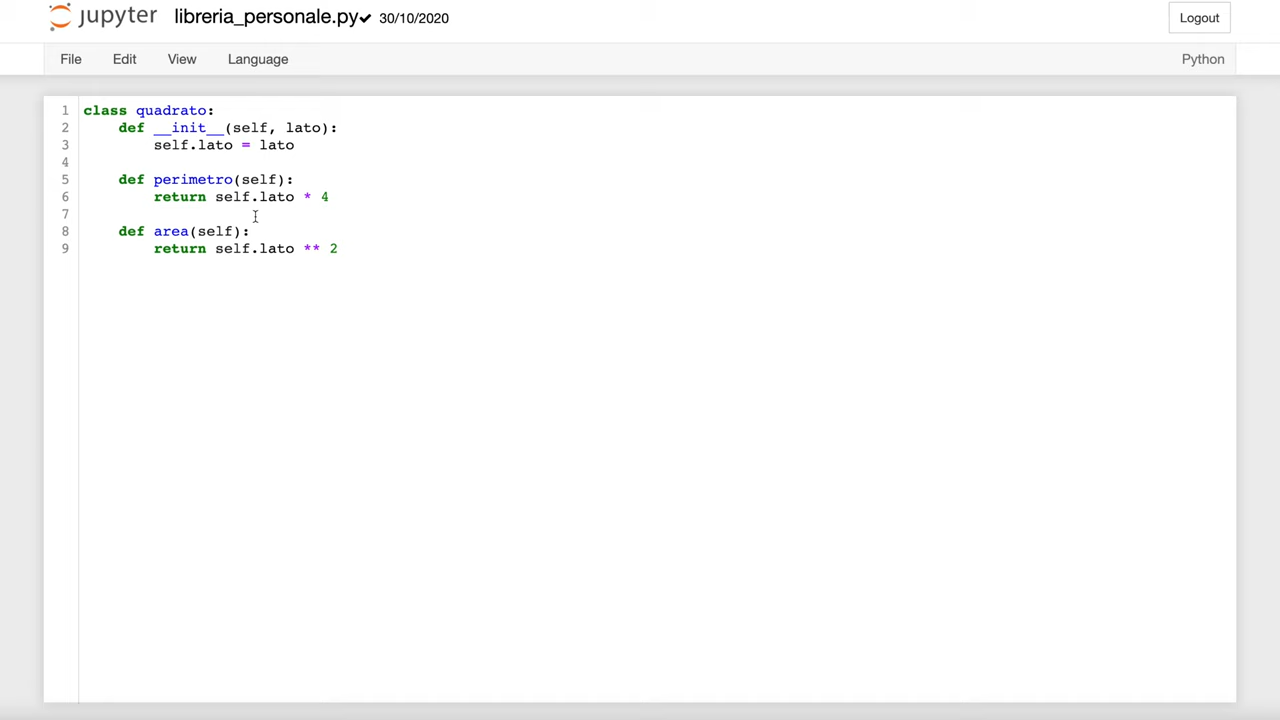 jupyter libreria_personale.py✔ 30/10/2020 Logout
File Edit View Language Python
1 class quadrato:
2     def __init__(self, lato):
3         self.lato = lato
4
5     def perimetro(self):
6         return self.lato * 4
7
8     def area(self):
9         return self.lato ** 2